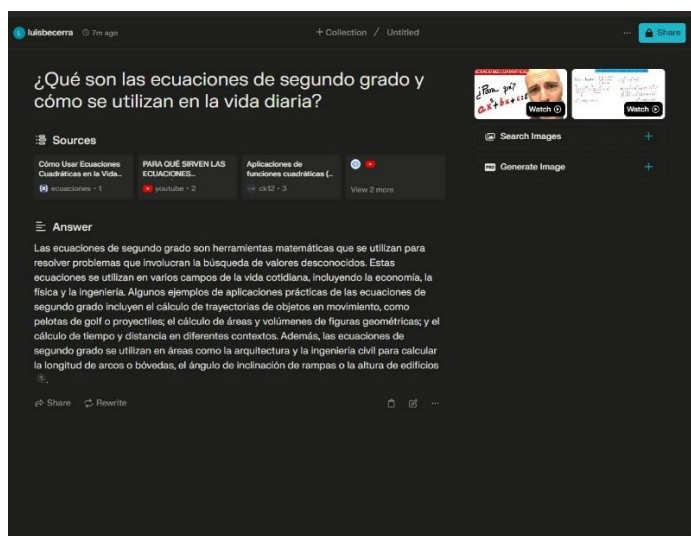 luisbecerra 7m ago
+ Collection / Untitled
Share
¿Qué son las ecuaciones de segundo grado y
cómo se utilizan en la vida diaria?
Sources
Cómo Usar Ecuaciones
Cuadráticas en la Vida...
ecuaciones · 1
PARA QUÉ SIRVEN LAS
ECUACIONES...
youtube · 2
Aplicaciones de
funciones cuadráticas (...
ck12 · 3
View 2 more
Answer
Las ecuaciones de segundo grado son herramientas matemáticas que se utilizan para
resolver problemas que involucran la búsqueda de valores desconocidos. Estas
ecuaciones se utilizan en varios campos de la vida cotidiana, incluyendo la economía, la
física y la ingeniería. Algunos ejemplos de aplicaciones prácticas de las ecuaciones de
segundo grado incluyen el cálculo de trayectorias de objetos en movimiento, como
pelotas de golf o proyectiles; el cálculo de áreas y volúmenes de figuras geométricas; y el
cálculo de tiempo y distancia en diferentes contextos. Además, las ecuaciones de
segundo grado se utilizan en áreas como la arquitectura y la ingeniería civil para calcular
la longitud de arcos o bóvedas, el ángulo de inclinación de rampas o la altura de edificios
.
Share Rewrite
¿Para qué?
Watch
Watch
Search Images +
Generate Image +